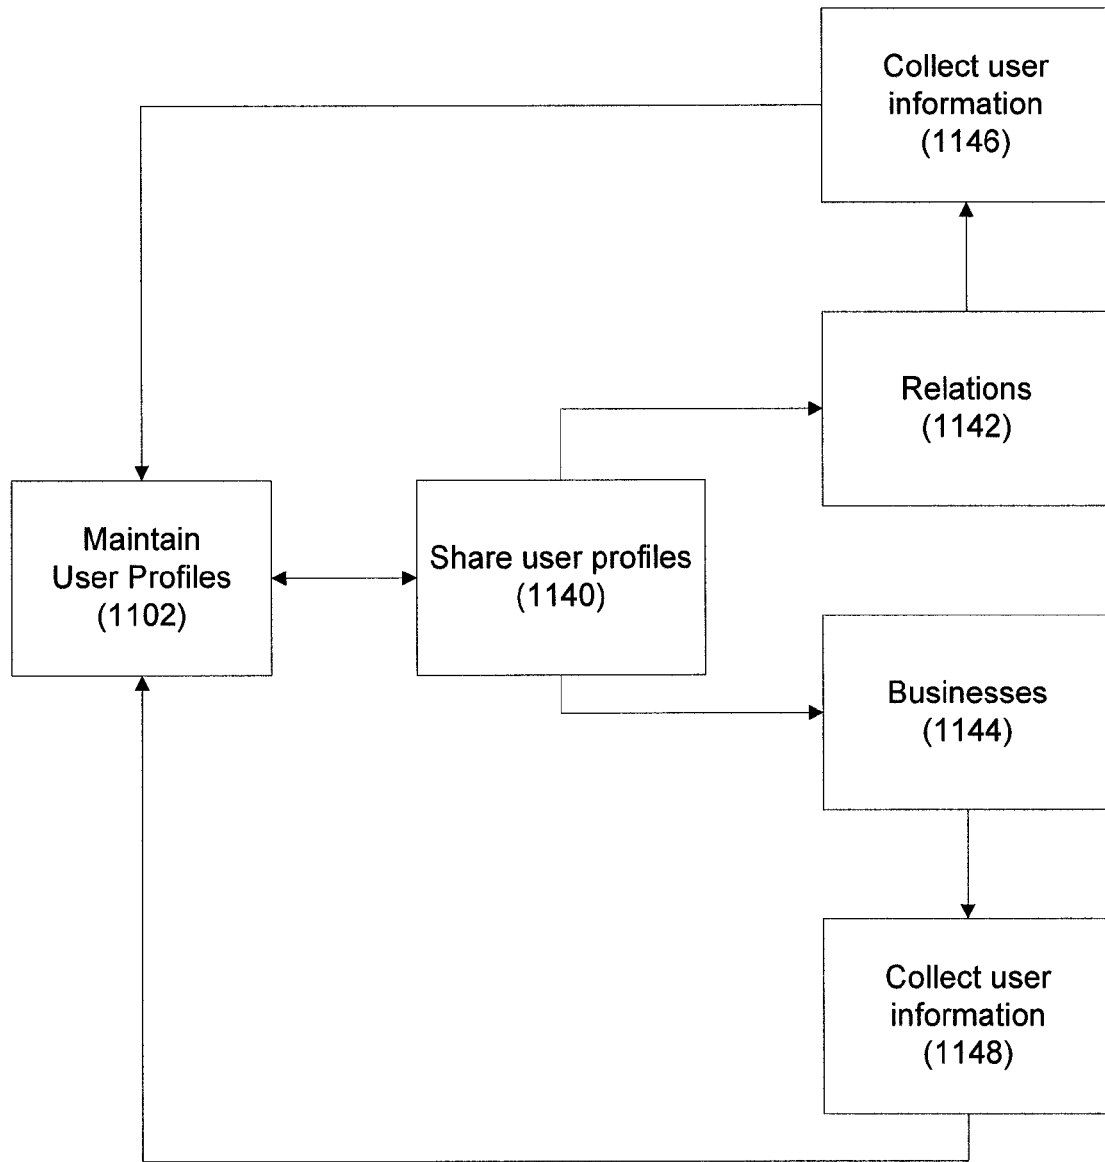 Collect user
information
(1146)
Relations
(1142)
Maintain
User Profiles
(1102)
Share user profiles
(1140)
Businesses
(1144)
Collect user
information
(1148)